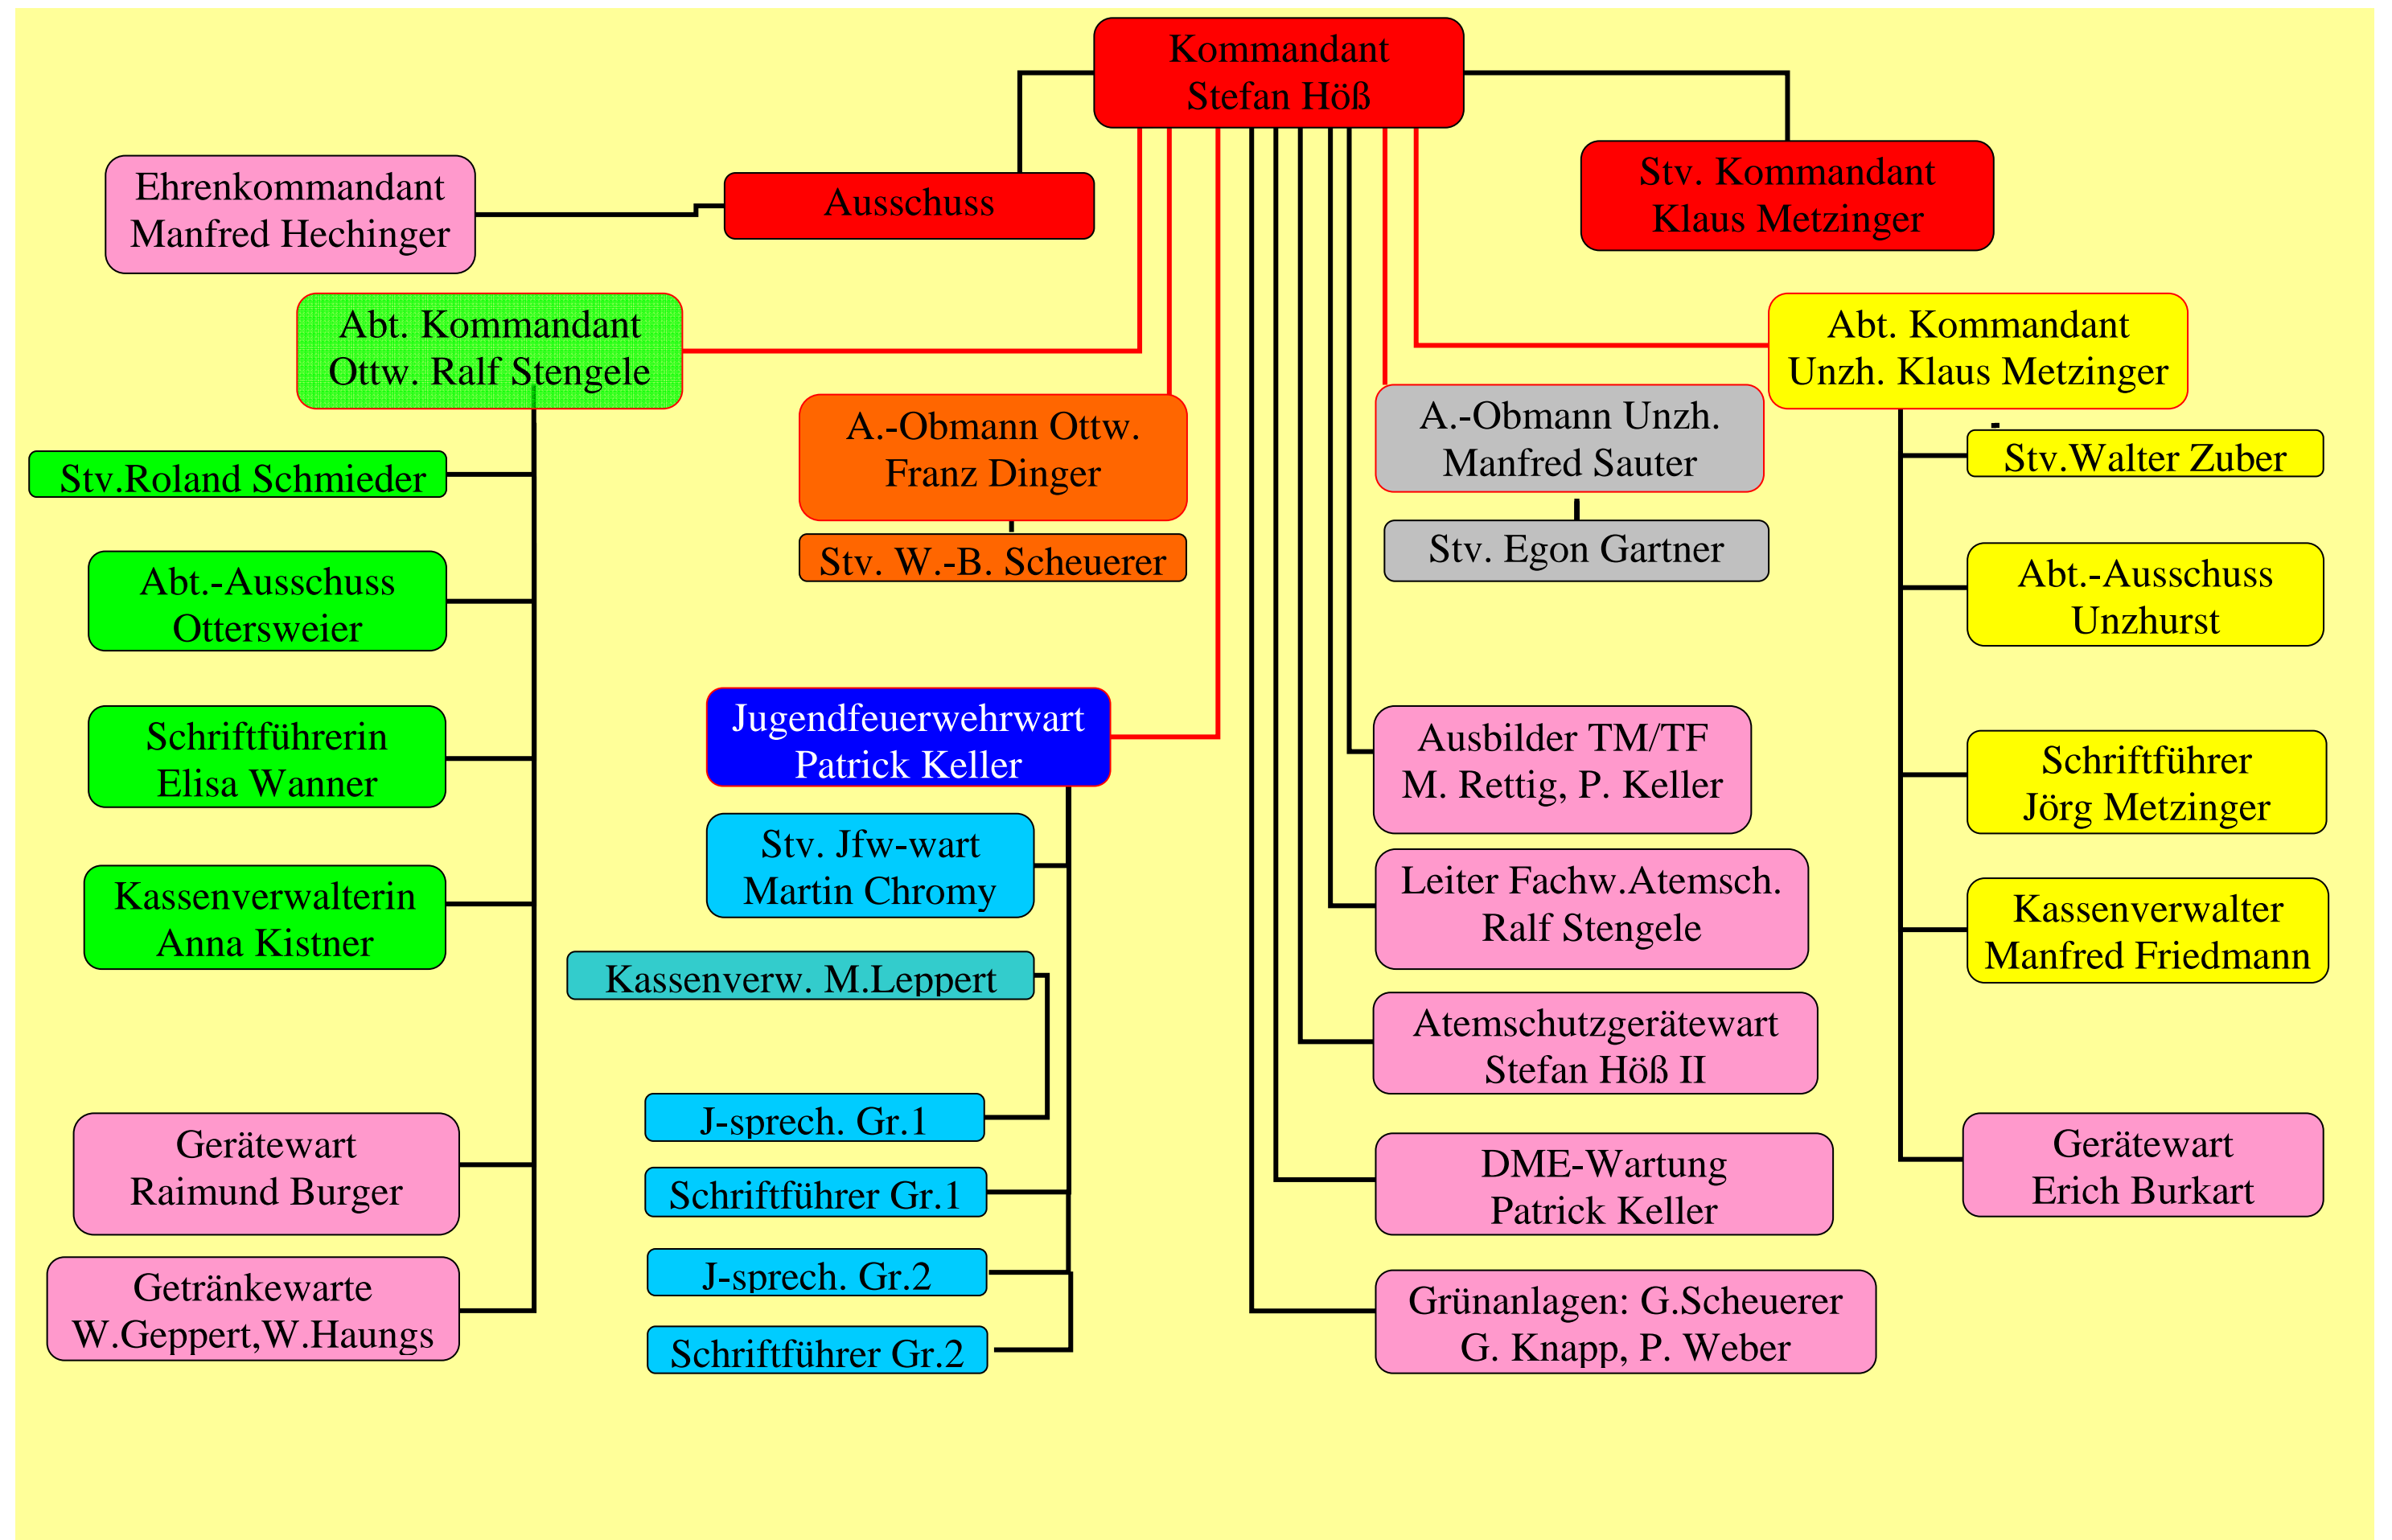 Kommandant
Stefan Höß
Ehrenkommandant
Manfred Hechinger
Ausschuss
Stv. Kommandant
Klaus Metzinger
Abt. Kommandant
Ottw. Ralf Stengele
Stv.Roland Schmieder
Abt.-Ausschuss
Ottersweier
Schriftführerin
Elisa Wanner
Kassenverwalterin
Anna Kistner
Gerätewart
Raimund Burger
Getränkewarte
W.Geppert,W.Haungs
A.-Obmann Ottw.
Franz Dinger
Stv. W.-B. Scheuerer
Jugendfeuerwehrwart
Patrick Keller
Stv. Jfw-wart
Martin Chromy
Kassenverw. M.Leppert
J-sprech. Gr.1
Schriftführer Gr.1
J-sprech. Gr.2
Schriftführer Gr.2
A.-Obmann Unzh.
Manfred Sauter
Stv. Egon Gartner
Ausbilder TM/TF
M. Rettig, P. Keller
Leiter Fachw.Atemsch.
Ralf Stengele
Atemschutzgerätewart
Stefan Höß II
DME-Wartung
Patrick Keller
Grünanlagen: G.Scheuerer
G. Knapp, P. Weber
Abt. Kommandant
Unzh. Klaus Metzinger
Stv.Walter Zuber
Abt.-Ausschuss
Unzhurst
Schriftführer
Jörg Metzinger
Kassenverwalter
Manfred Friedmann
Gerätewart
Erich Burkart